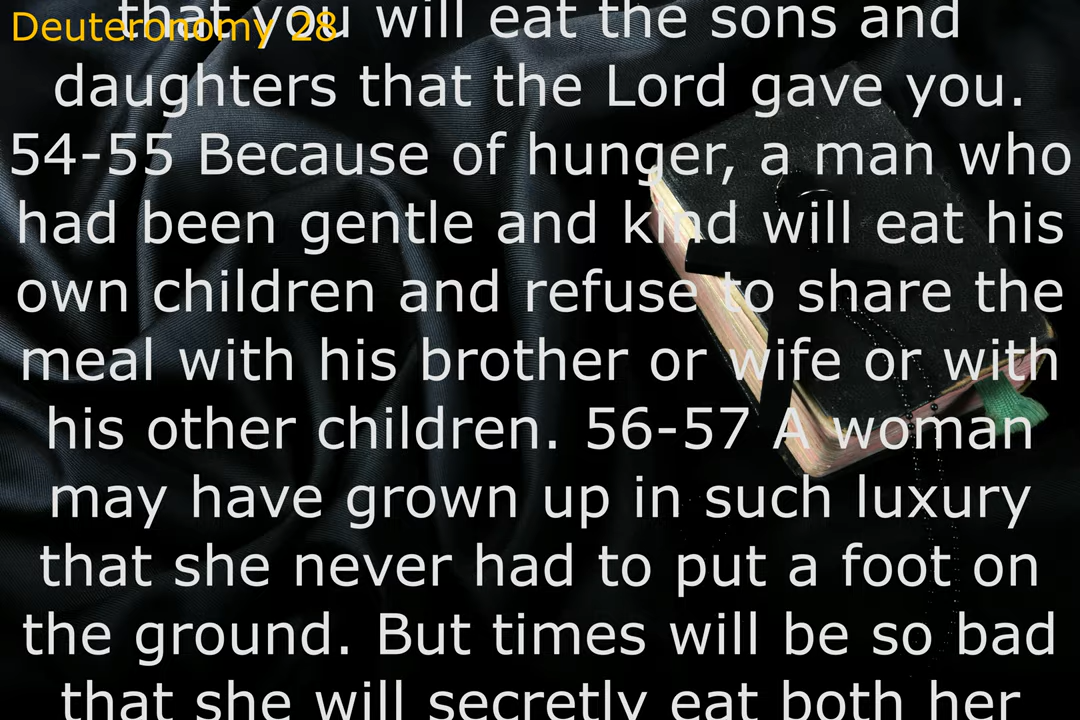 Deuteronomy 28
that you will eat the sons and
daughters that the Lord gave you.
54-55 Because of hunger, a man who
had been gentle and kind will eat his
own children and refuse to share the
meal with his brother or wife or with
his other children. 56-57 A woman
may have grown up in such luxury
that she never had to put a foot on
the ground. But times will be so bad
that she will secretly eat both her